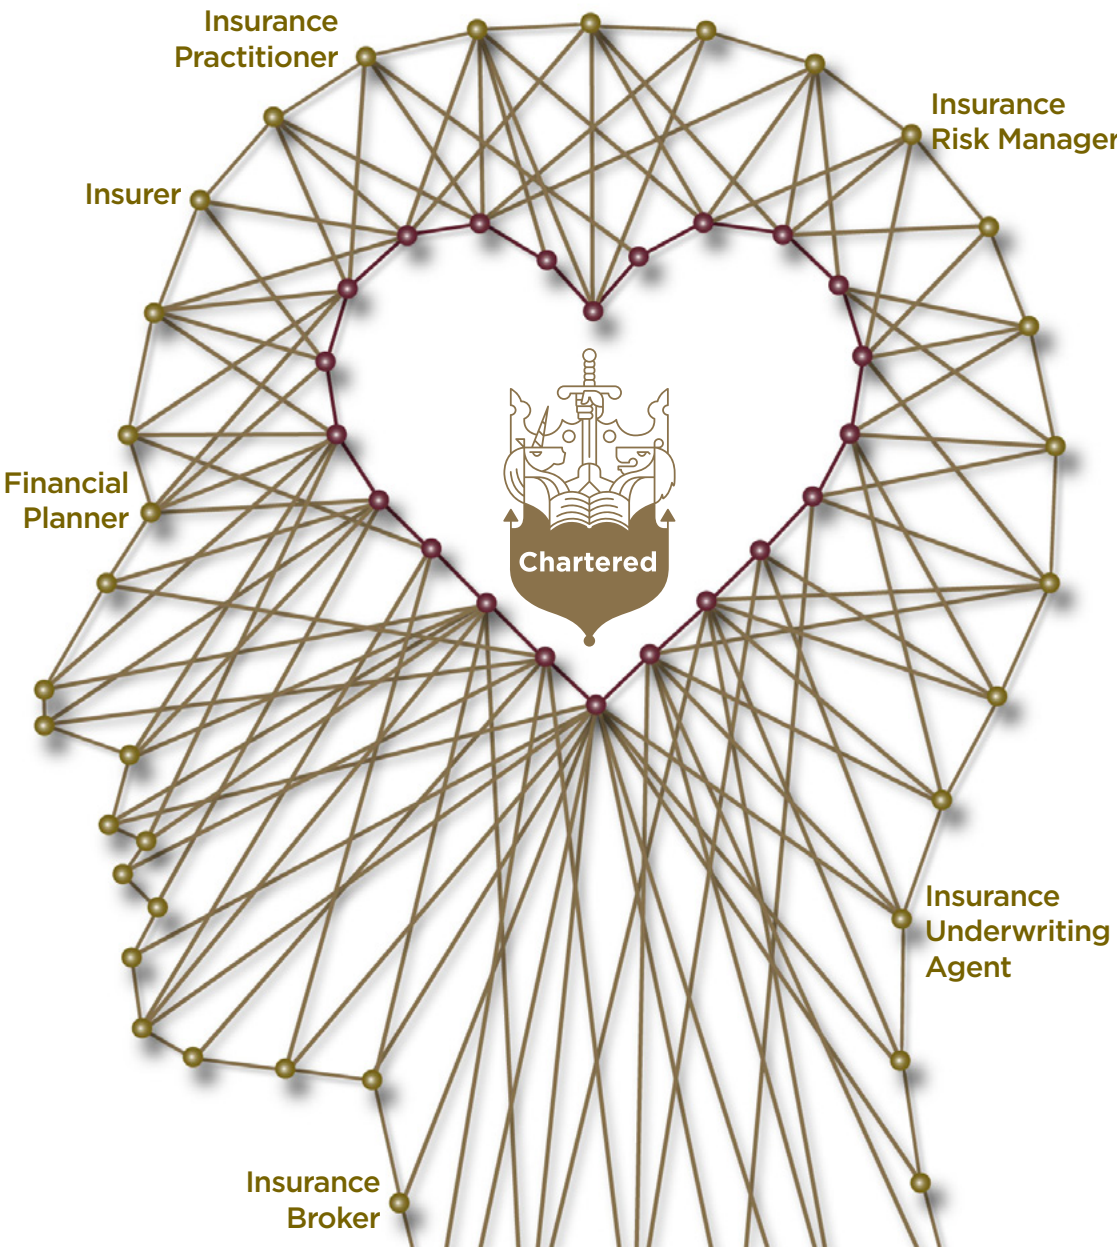 Insurance
Practitioner
Insurance
Risk Manager
Insurer
Financial
Planner
Chartered
Insurance
Underwriting
Agent
Insurance
Broker